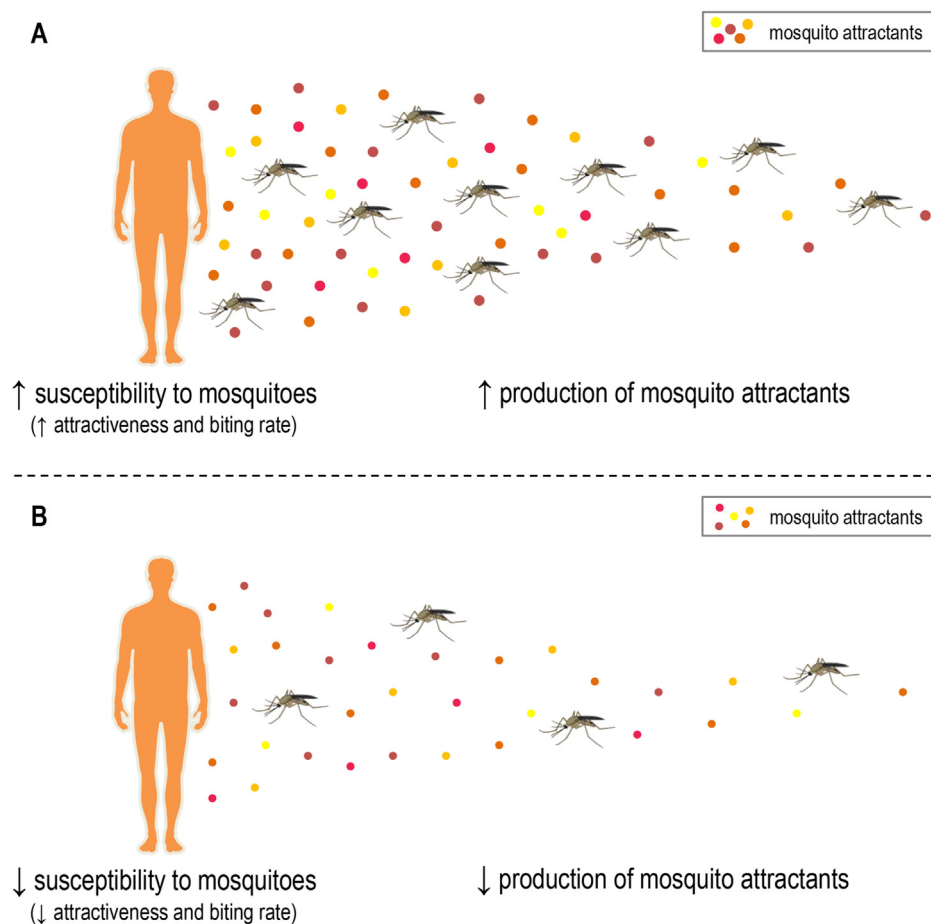 A
mosquito attractants
↑ susceptibility to mosquitoes
(↑ attractiveness and biting rate)
↑ production of mosquito attractants
B
mosquito attractants
↓ susceptibility to mosquitoes
(↓ attractiveness and biting rate)
↓ production of mosquito attractants